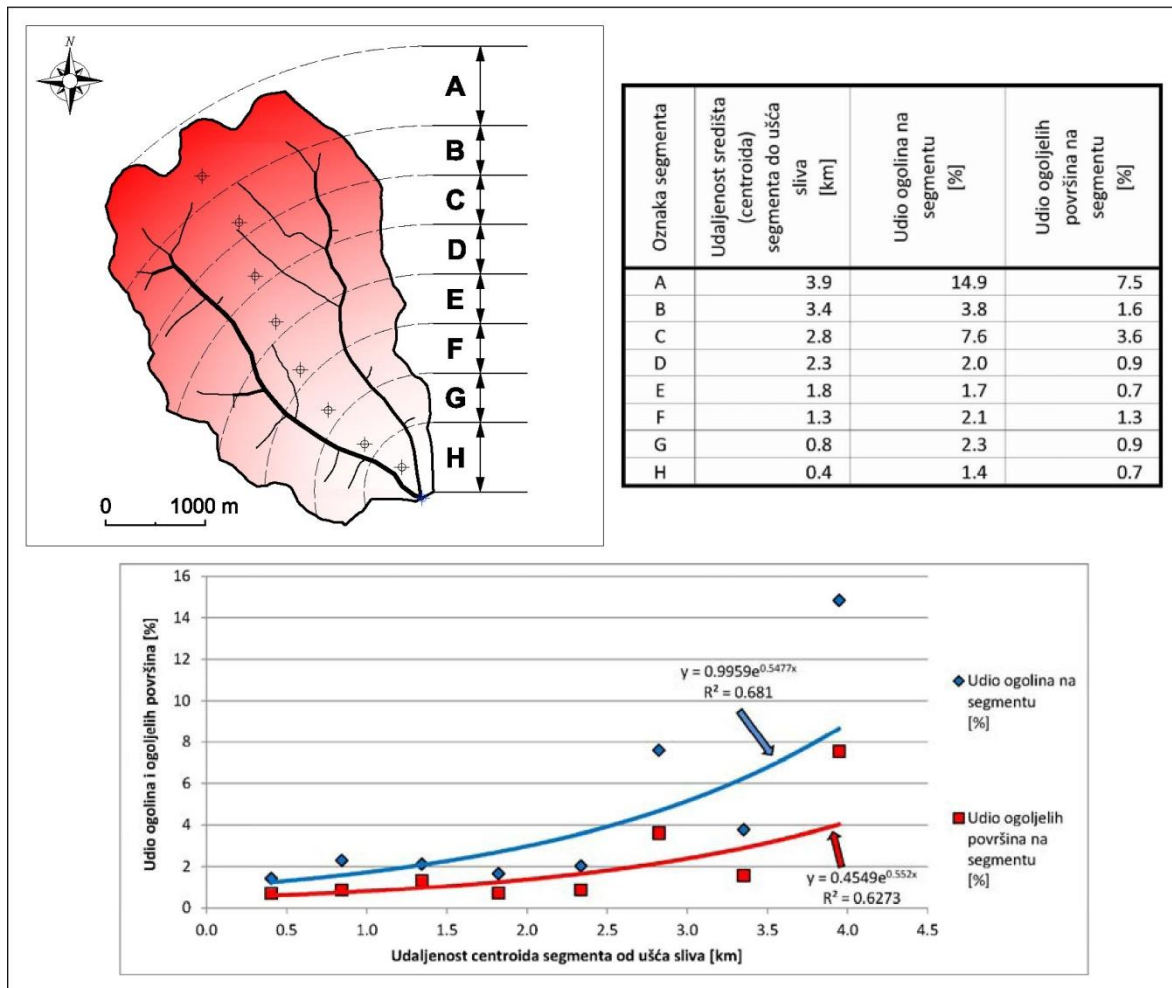 N
A
B
C
D
E
F
G
H
0 1000 m
Oznaka segmenta
Udaljenost središta
(centroida)
segmenta do ušća
sliva
[km]
Udio ogolina na
segmentu
[%]
Udio ogoljelih
površina na
segmentu
[%]
A 3.9 14.9 7.5
B 3.4 3.8 1.6
C 2.8 7.6 3.6
D 2.3 2.0 0.9
E 1.8 1.7 0.7
F 1.3 2.1 1.3
G 0.8 2.3 0.9
H 0.4 1.4 0.7
Udio ogolina i ogoljelih površina [%]
16
14
12
10
8
6
4
2
0
y = 0.9959e^0.5477x
R² = 0.681
y = 0.4549e^0.552x
R² = 0.6273
0.0 0.5 1.0 1.5 2.0 2.5 3.0 3.5 4.0 4.5
Udaljenost centroida segmenta od ušća sliva [km]
Udio ogolina na
segmentu
[%]
Udio ogoljelih
površina na
segmentu
[%]